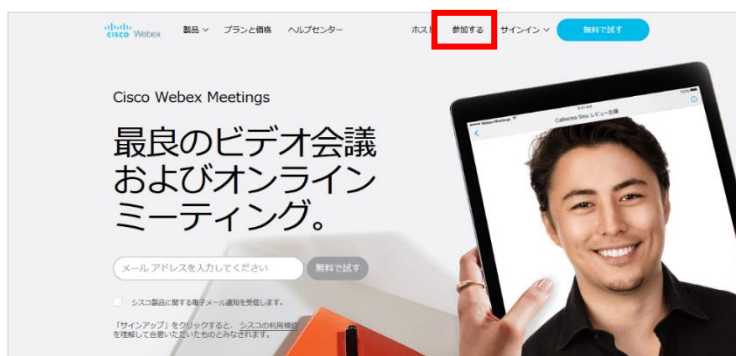 cisco Webex
製品 プランと価格 ヘルプセンター
ホスト 参加する サインイン 無料で試す
Cisco Webex Meetings
最良のビデオ会議
およびオンライン
ミーティング。
メール アドレスを入力してください 無料で試す
シスコ製品に関する電子メール通知を受信します。
「サインアップ」をクリックすると、シスコの利用規約
を理解して合意いただいたものとみなされます。